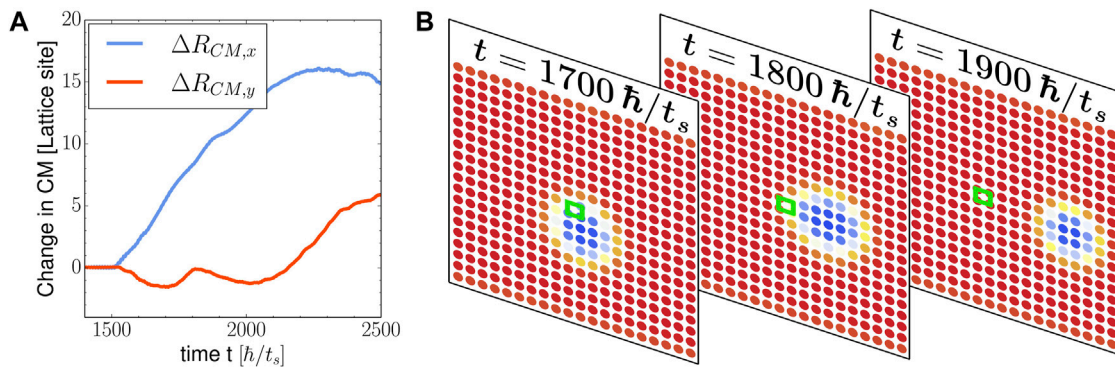 A
20
15
10
5
0
ΔR_{CM,x}
ΔR_{CM,y}
Change in CM [Lattice site]
1500 2000 2500
time t [ħ/t_s]
B
t = 1700 ħ/t_s
t = 1800 ħ/t_s
t = 1900 ħ/t_s